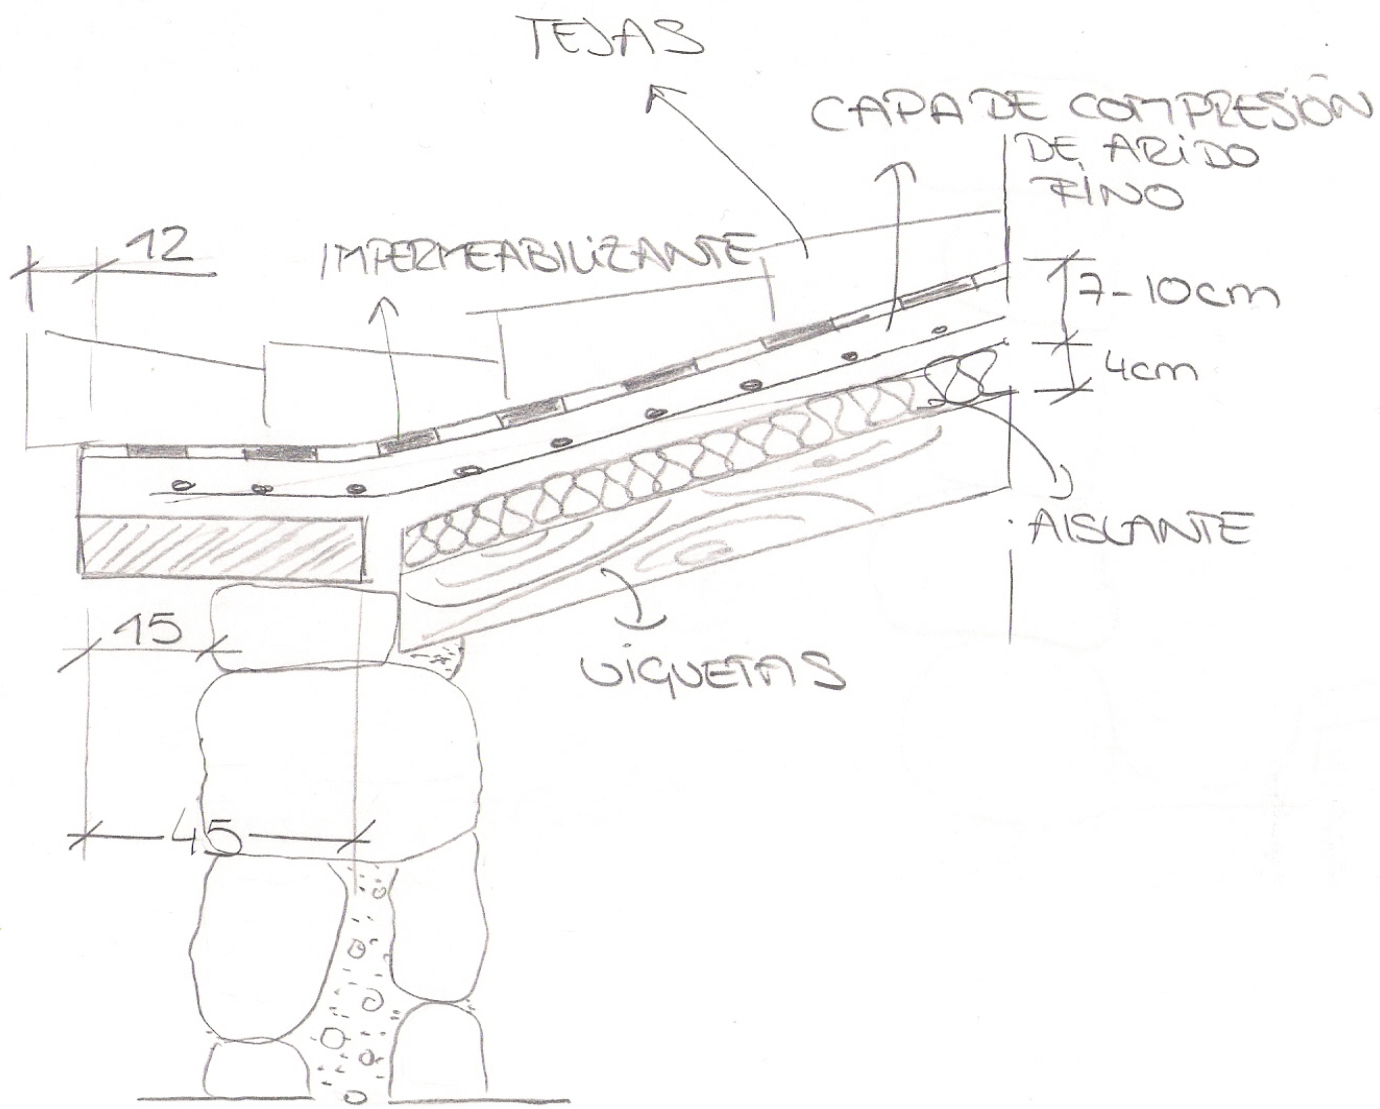 TEJAS
CAPA DE COMPRESIÓN
DE ARIDO
FINO
12
IMPERMEABILIZANTE
7-10cm
4cm
AISLANTE
15
VIGUETAS
45